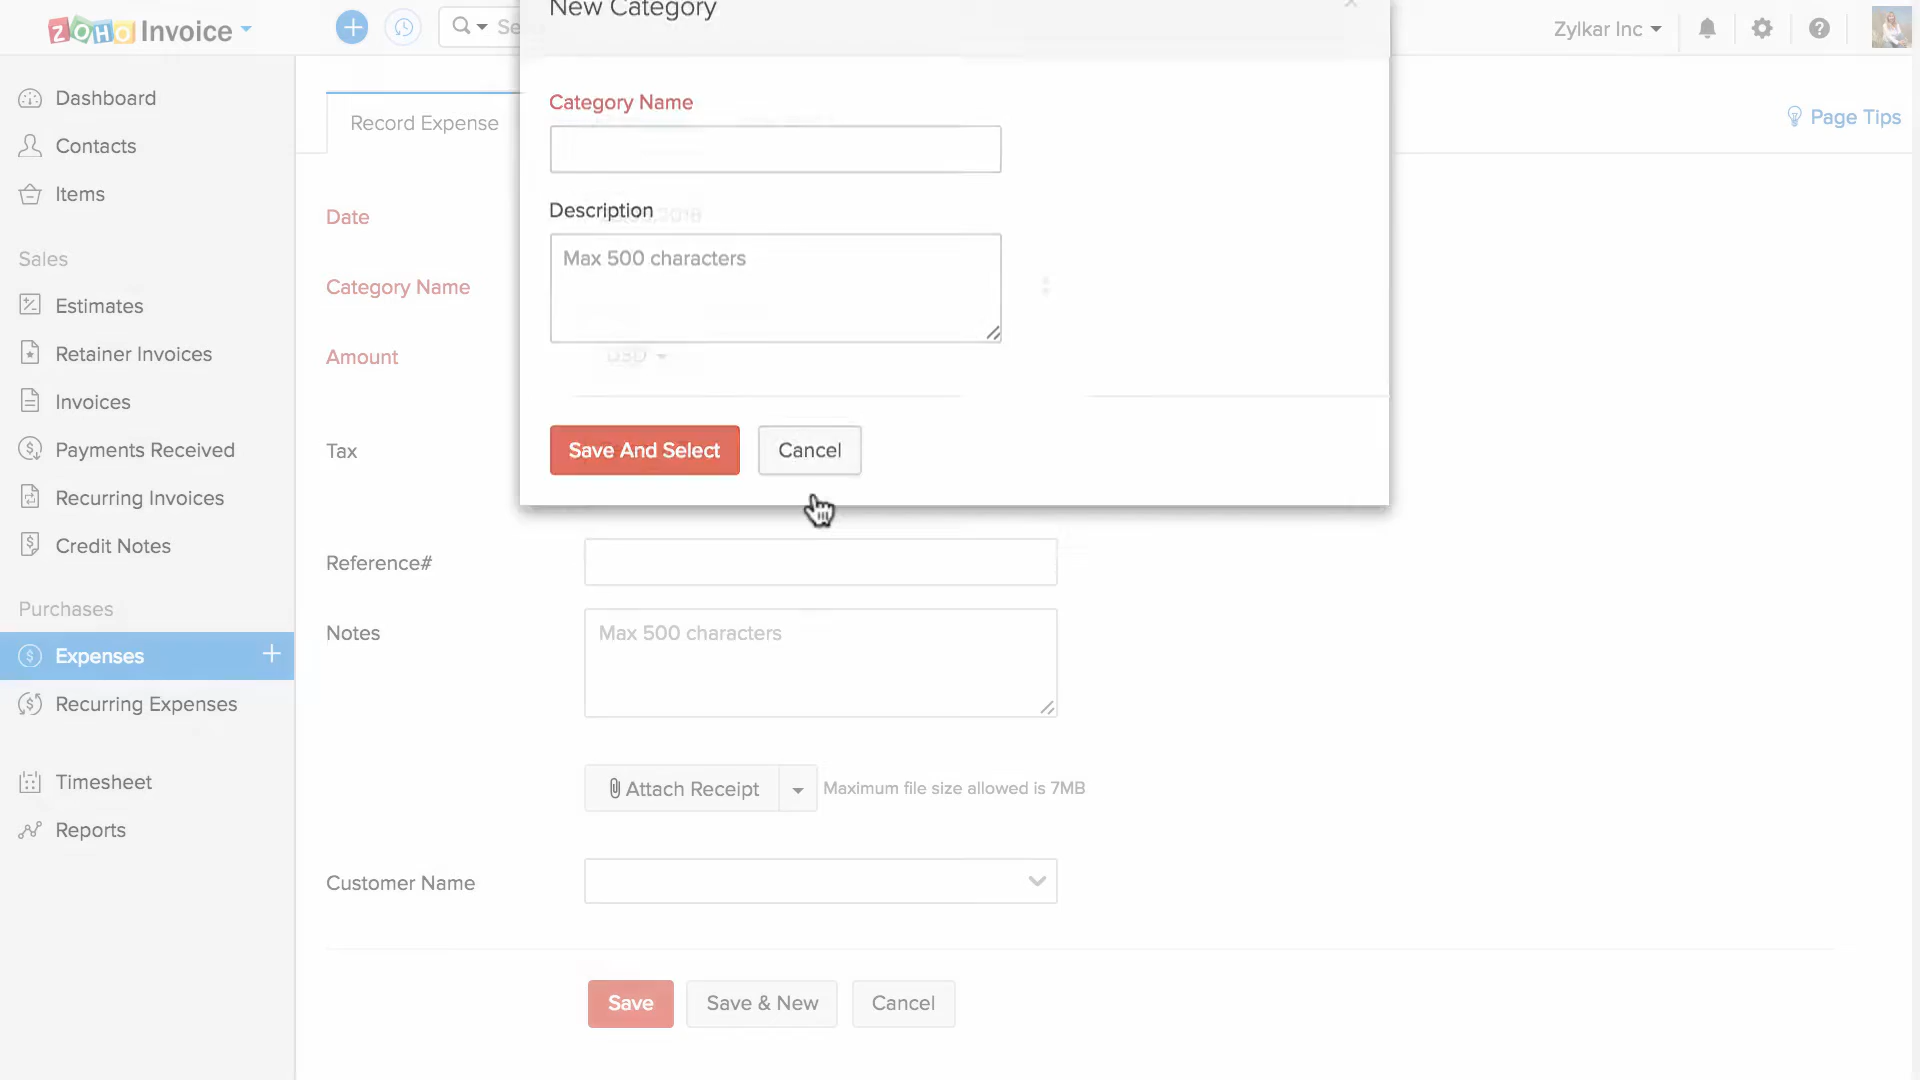 ZOHO Invoice
New Category
Zylkar Inc
Dashboard
Contacts
Items
Sales
Estimates
Retainer Invoices
Invoices
Payments Received
Recurring Invoices
Credit Notes
Purchases
Expenses
Recurring Expenses
Timesheet
Reports
Record Expense
Page Tips
Category Name
Description
Max 500 characters
Save And Select
Cancel
Date
Category Name
Amount
USD
Tax
Reference#
Notes
Max 500 characters
Attach Receipt
Maximum file size allowed is 7MB
Customer Name
Save
Save & New
Cancel